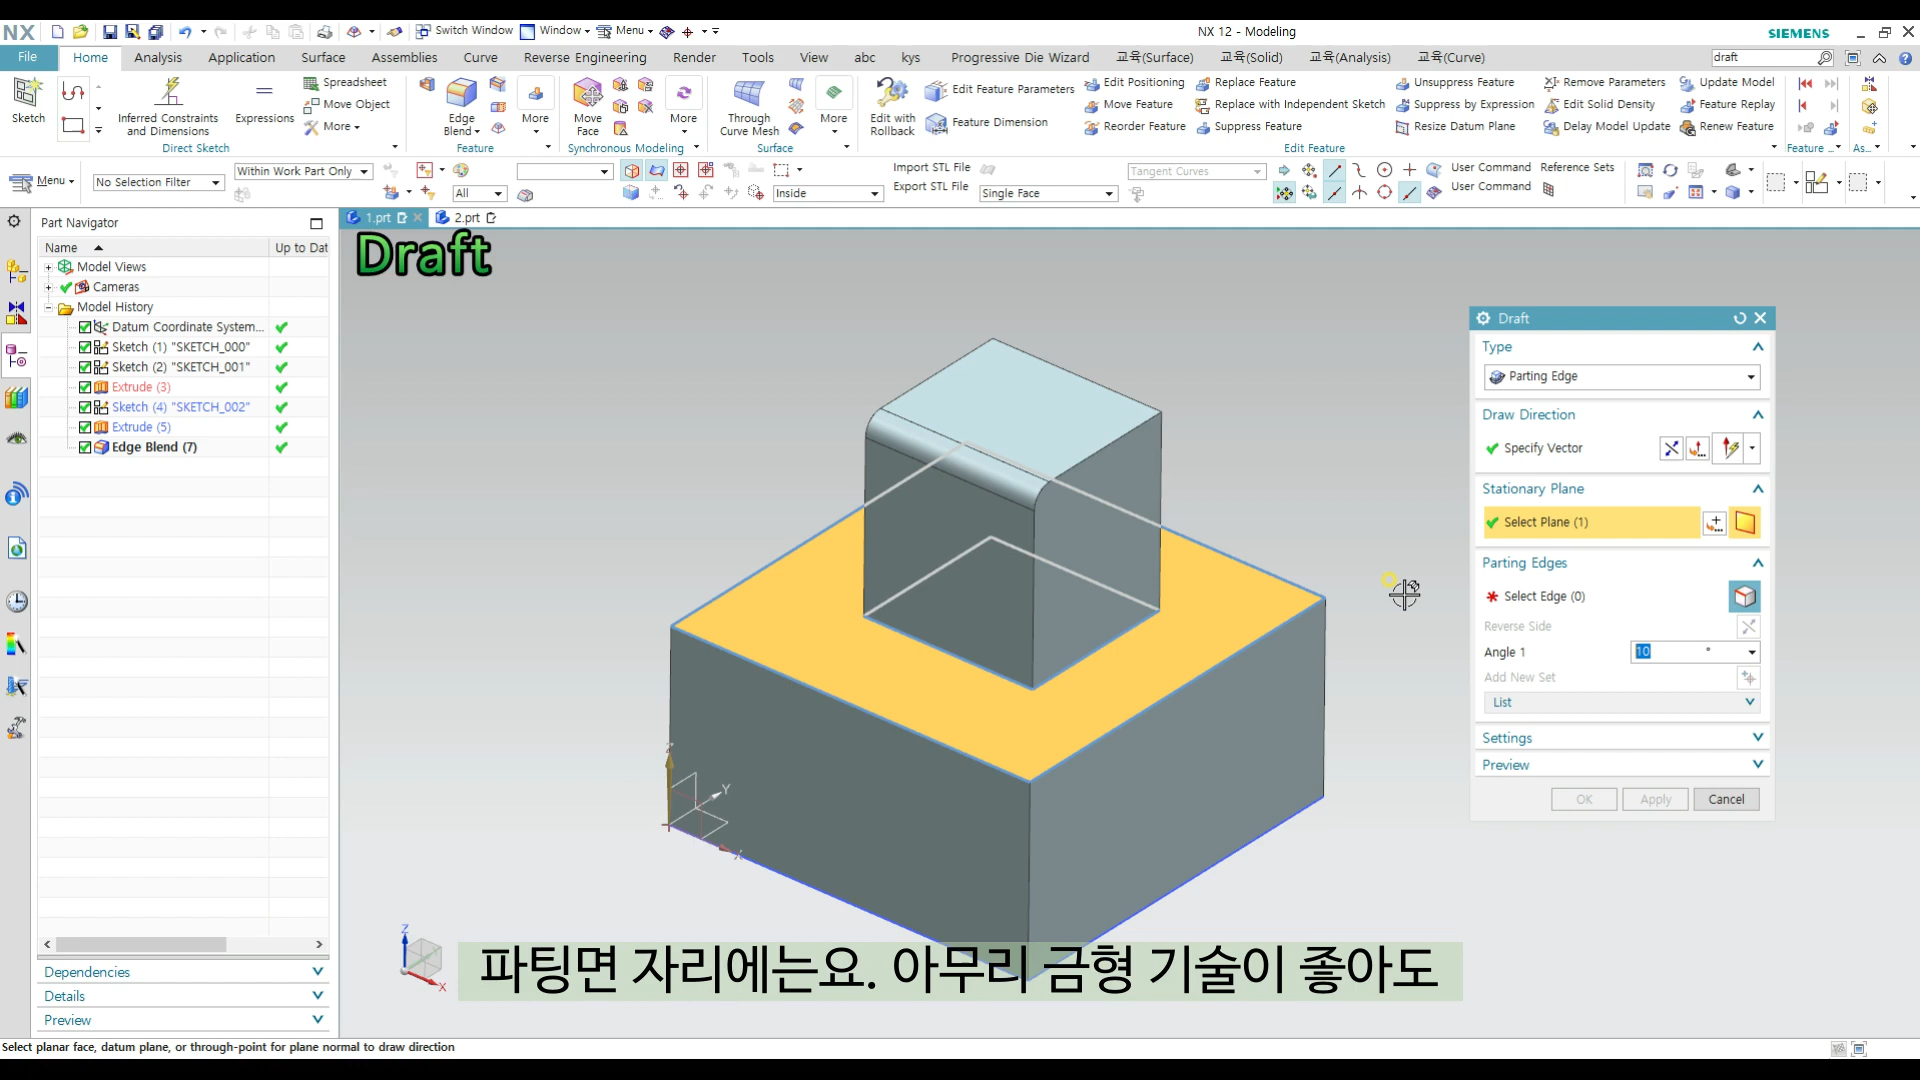 NX
Switch Window
Window
Menu
NX 12 - Modeling
SIEMENS
File
Home
Analysis
Application
Surface
Assemblies
Curve
Reverse Engineering
Render
Tools
View
abc
kys
Progressive Die Wizard
교육(Surface)
교육(Solid)
교육(Analysis)
교육(Curve)
draft
Sketch
Inferred Constraints
and Dimensions
Expressions
Spreadsheet
Move Object
More
Direct Sketch
Edge
Blend
More
Feature
Move
Face
More
Synchronous Modeling
Through
Curve Mesh
More
Surface
Edit with
Rollback
Edit Feature Parameters
Feature Dimension
Edit Positioning
Move Feature
Reorder Feature
Replace Feature
Replace with Independent Sketch
Suppress Feature
Unsuppress Feature
Suppress by Expression
Resize Datum Plane
Remove Parameters
Edit Solid Density
Delay Model Update
Update Model
Feature Replay
Renew Feature
Edit Feature
Feature ...
As...
Menu
No Selection Filter
Within Work Part Only
All
Inside
Import STL File
Export STL File
Single Face
Tangent Curves
User Command
User Command
Reference Sets
Part Navigator
1.prt
2.prt
Name
Up to Dat
Model Views
Cameras
Model History
Datum Coordinate System...
Sketch (1) "SKETCH_000"
Sketch (2) "SKETCH_001"
Extrude (3)
Sketch (4) "SKETCH_002"
Extrude (5)
Edge Blend (7)
Dependencies
Details
Preview
Draft
Z
Y
X
Z
X
Draft
Type
Parting Edge
Draw Direction
Specify Vector
Stationary Plane
Select Plane (1)
Parting Edges
* Select Edge (0)
Reverse Side
Angle 1
10 °
Add New Set
List
Settings
Preview
OK
Apply
Cancel
파팅면 자리에는요. 아무리 금형 기술이 좋아도
Select planar face, datum plane, or through-point for plane normal to draw direction